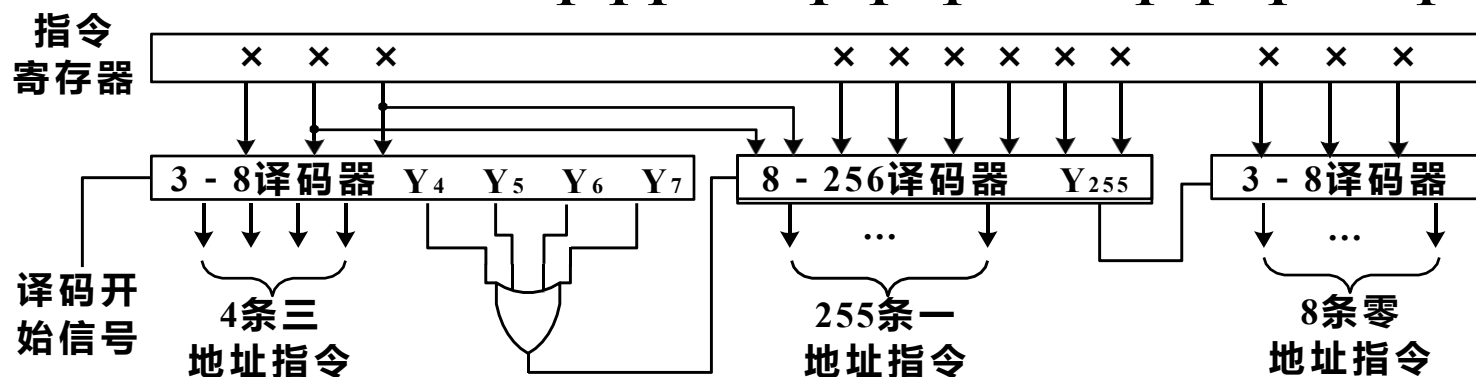 指令
寄存器
× × × × × × × × × × × ×
3 - 8译码器 Y4 Y5 Y6 Y7
8 - 256译码器 Y255
3 - 8译码器
… …
译码开
始信号
4条三
地址指令
255条一
地址指令
8条零
地址指令